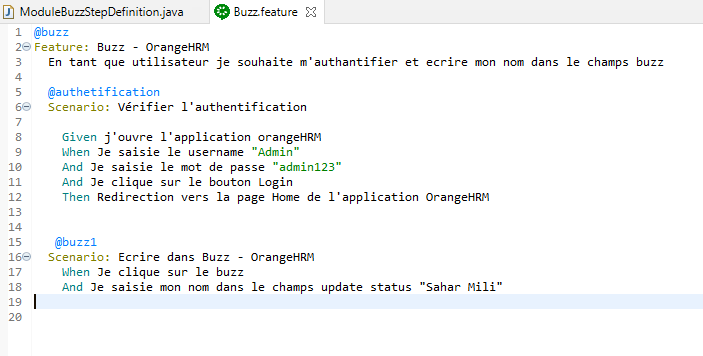 ModuleBuzzStepDefinition.java Buzz.feature
1 @buzz
2 Feature: Buzz - OrangeHRM
3 En tant que utilisateur je souhaite m'authantifier et ecrire mon nom dans le champs buzz
4
5 @authetification
6 Scenario: Vérifier l'authentification
7
8 Given j'ouvre l'application orangeHRM
9 When Je saisie le username "Admin"
10 And Je saisie le mot de passe "admin123"
11 And Je clique sur le bouton Login
12 Then Redirection vers la page Home de l'application OrangeHRM
13
14
15 @buzz1
16 Scenario: Ecrire dans Buzz - OrangeHRM
17 When Je clique sur le buzz
18 And Je saisie mon nom dans le champs update status "Sahar Mili"
19
20